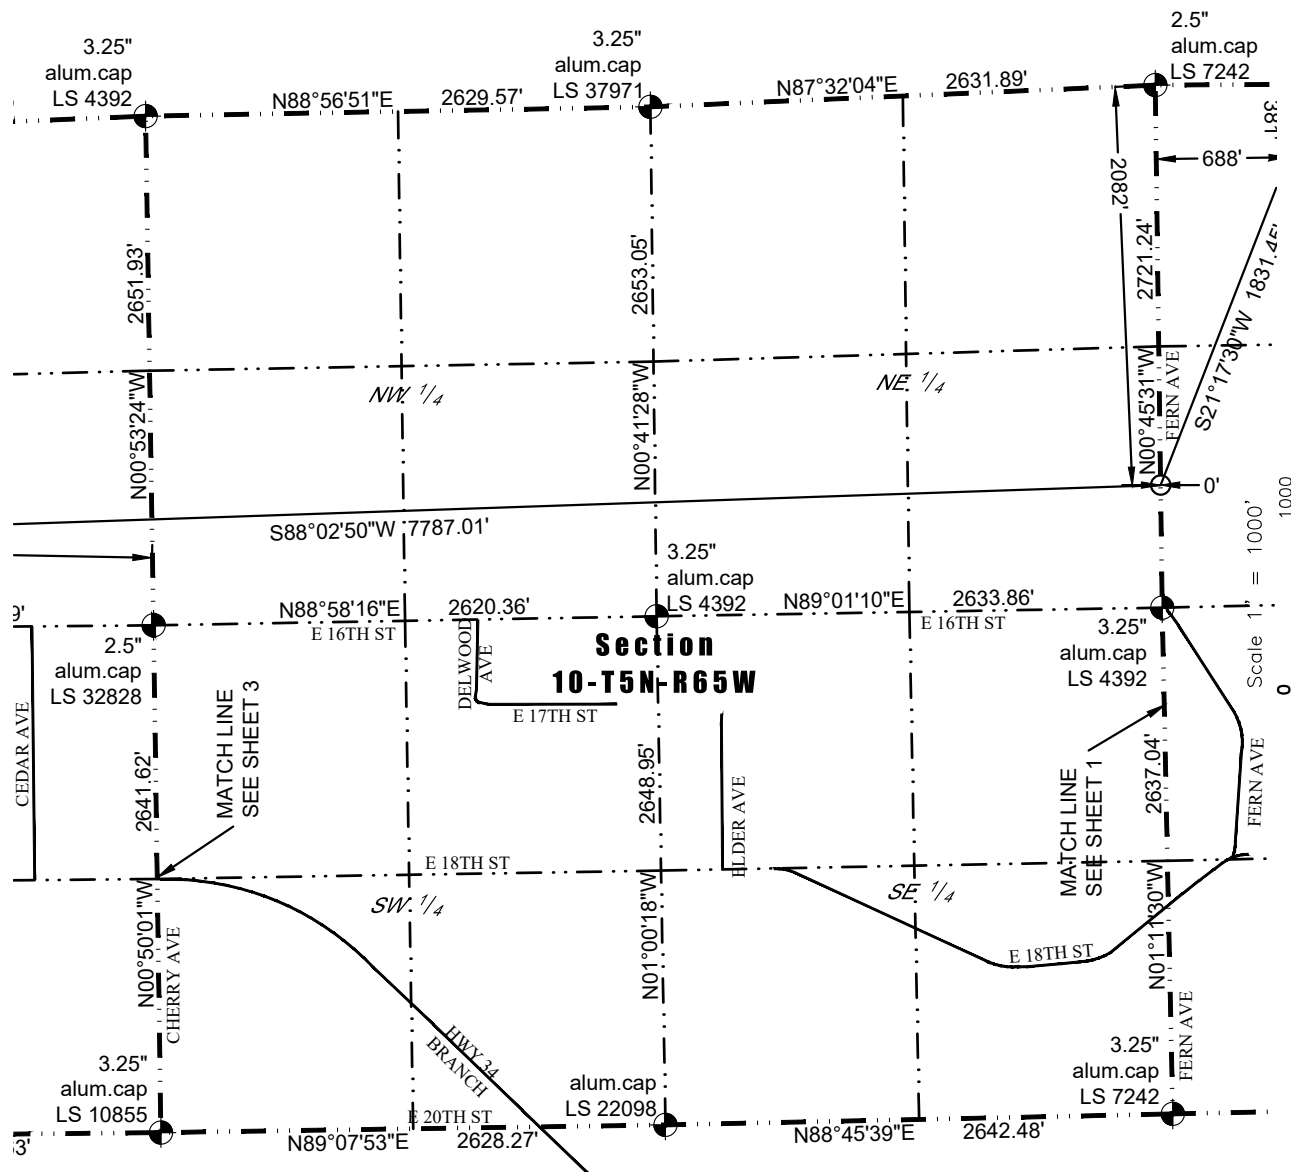 3.25"
alum.cap
LS 4392
N88°56'51"E
2629.57'
3.25"
alum.cap
LS 37971
N87°32'04"E
2631.89'
2.5"
alum.cap
LS 7242
381'
688'
2082'
2651.93'
2653.05'
2721.24'
S21°17'30"W 1831.45'
N00°53'24"W
NW 1/4
N00°41'28"W
NE 1/4
N00°45'31"W
FERN AVE
0'
S88°02'50"W 7787.01'
Scale 1" = 1000'
1000
0
3.25"
alum.cap
LS 4392
N88°58'16"E
2620.36'
E 16TH ST
N89°01'10"E
2633.86'
E 16TH ST
2.5"
alum.cap
LS 32828
3.25"
alum.cap
LS 4392
DELWOOD
AVE
Section
10-T5N-R65W
E 17TH ST
CEDAR AVE
2641.62'
MATCH LINE
SEE SHEET 3
2648.95'
ELDER AVE
MATCH LINE
SEE SHEET 1
2637.04'
FERN AVE
E 18TH ST
N00°50'01"W
CHERRY AVE
SW 1/4
N01°00'18"W
SE 1/4
N01°11'30"W
E 18TH ST
FERN AVE
HWY 34
BRANCH
3.25"
alum.cap
LS 10855
alum.cap
LS 22098
3.25"
alum.cap
LS 7242
E 20TH ST
N89°07'53"E
2628.27'
N88°45'39"E
2642.48'